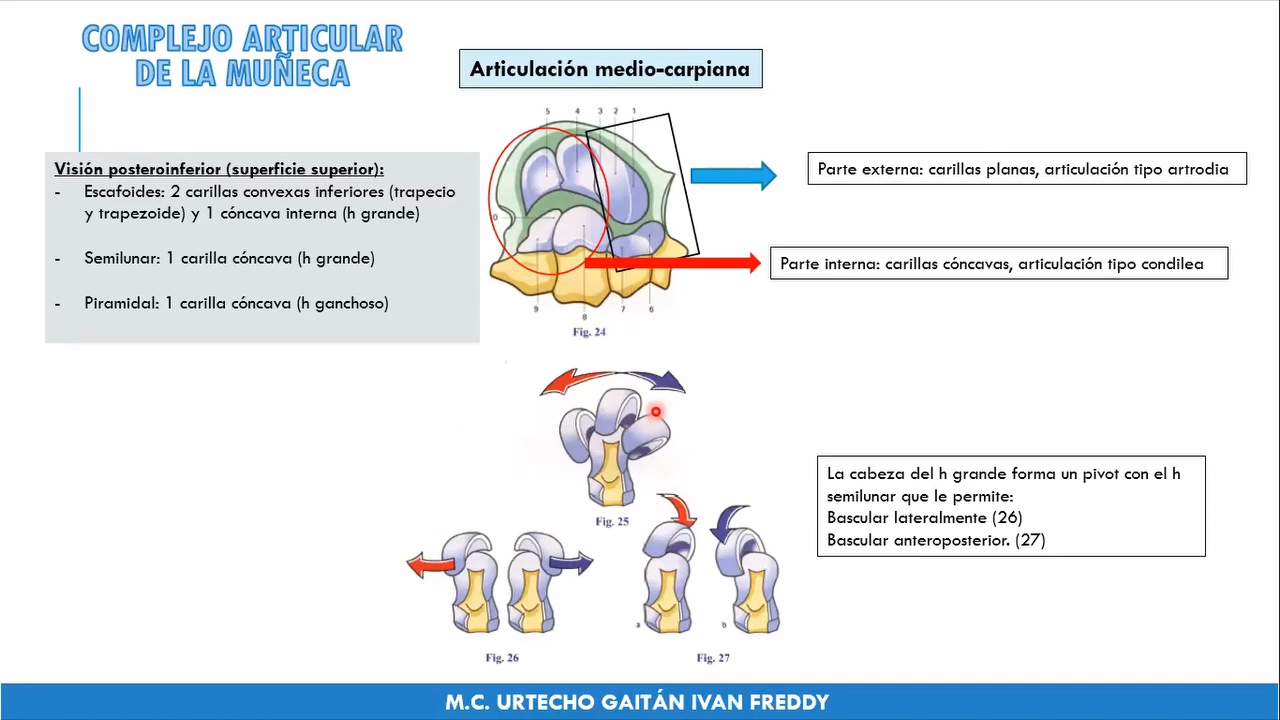 COMPLEJO ARTICULAR
DE LA MUÑECA
Articulación medio-carpiana
Visión posteroinferior (superficie superior):
- Escafoides: 2 carillas convexas inferiores (trapecio
y trapezoide) y 1 cóncava interna (h grande)
- Semilunar: 1 carilla cóncava (h grande)
- Piramidal: 1 carilla cóncava (h ganchoso)
5 4 3 2 1
0
9 8 7 6
Fig. 24
Parte externa: carillas planas, articulación tipo artrodia
Parte interna: carillas cóncavas, articulación tipo condilea
Fig. 25
La cabeza del h grande forma un pivot con el h
semilunar que le permite:
Bascular lateralmente (26)
Bascular anteroposterior. (27)
a b
Fig. 26
Fig. 27
M.C. URTECHO GAITÁN IVAN FREDDY